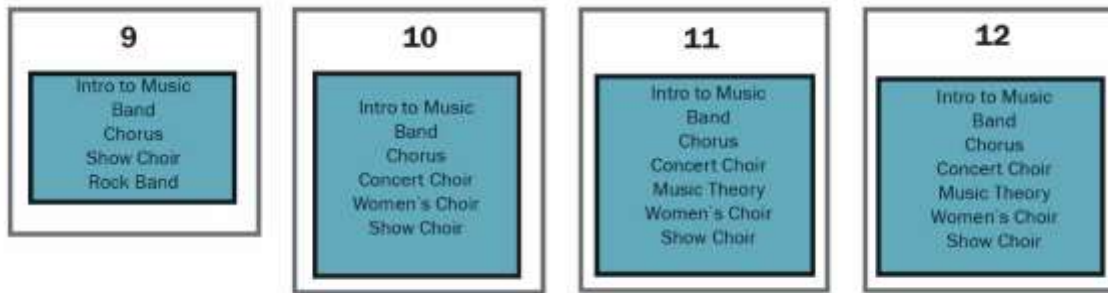 9
Intro to Music
Band
Chorus
Show Choir
Rock Band
10
Intro to Music
Band
Chorus
Concert Choir
Women's Choir
Show Choir
11
Intro to Music
Band
Chorus
Concert Choir
Music Theory
Women's Choir
Show Choir
12
Intro to Music
Band
Chorus
Concert Choir
Music Theory
Women's Choir
Show Choir